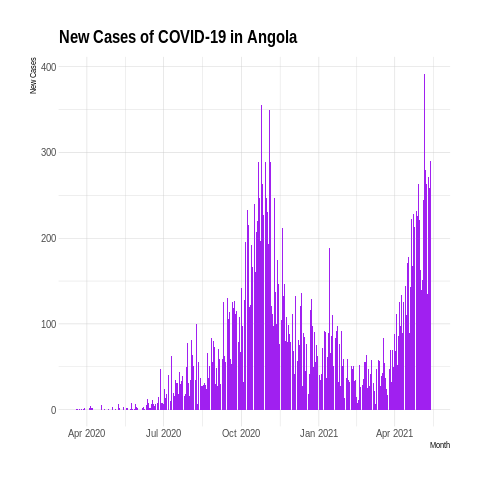 New Cases of COVID-19 in Angola
New Cases
400
300
200
100
0
Apr 2020 Jul 2020 Oct 2020 Jan 2021 Apr 2021
Month